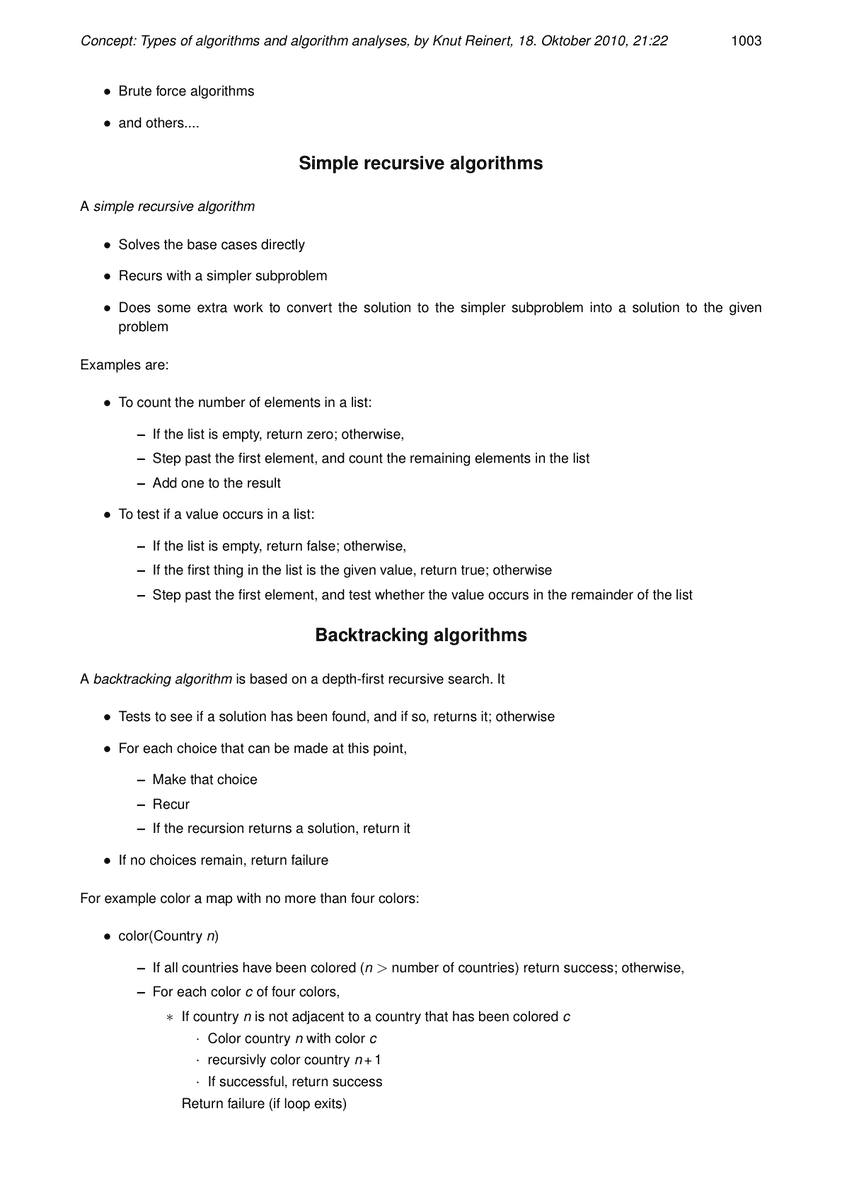 Concept: Types of algorithms and algorithm analyses, by Knut Reinert, 18. Oktober 2010, 21:22 1003
• Brute force algorithms
• and others....
Simple recursive algorithms
A simple recursive algorithm
• Solves the base cases directly
• Recurs with a simpler subproblem
• Does some extra work to convert the solution to the simpler subproblem into a solution to the given
problem
Examples are:
• To count the number of elements in a list:
– If the list is empty, return zero; otherwise,
– Step past the first element, and count the remaining elements in the list
– Add one to the result
• To test if a value occurs in a list:
– If the list is empty, return false; otherwise,
– If the first thing in the list is the given value, return true; otherwise
– Step past the first element, and test whether the value occurs in the remainder of the list
Backtracking algorithms
A backtracking algorithm is based on a depth-first recursive search. It
• Tests to see if a solution has been found, and if so, returns it; otherwise
• For each choice that can be made at this point,
– Make that choice
– Recur
– If the recursion returns a solution, return it
• If no choices remain, return failure
For example color a map with no more than four colors:
• color(Country n)
– If all countries have been colored (n > number of countries) return success; otherwise,
– For each color c of four colors,
∗ If country n is not adjacent to a country that has been colored c
· Color country n with color c
· recursivly color country n+1
· If successful, return success
Return failure (if loop exits)